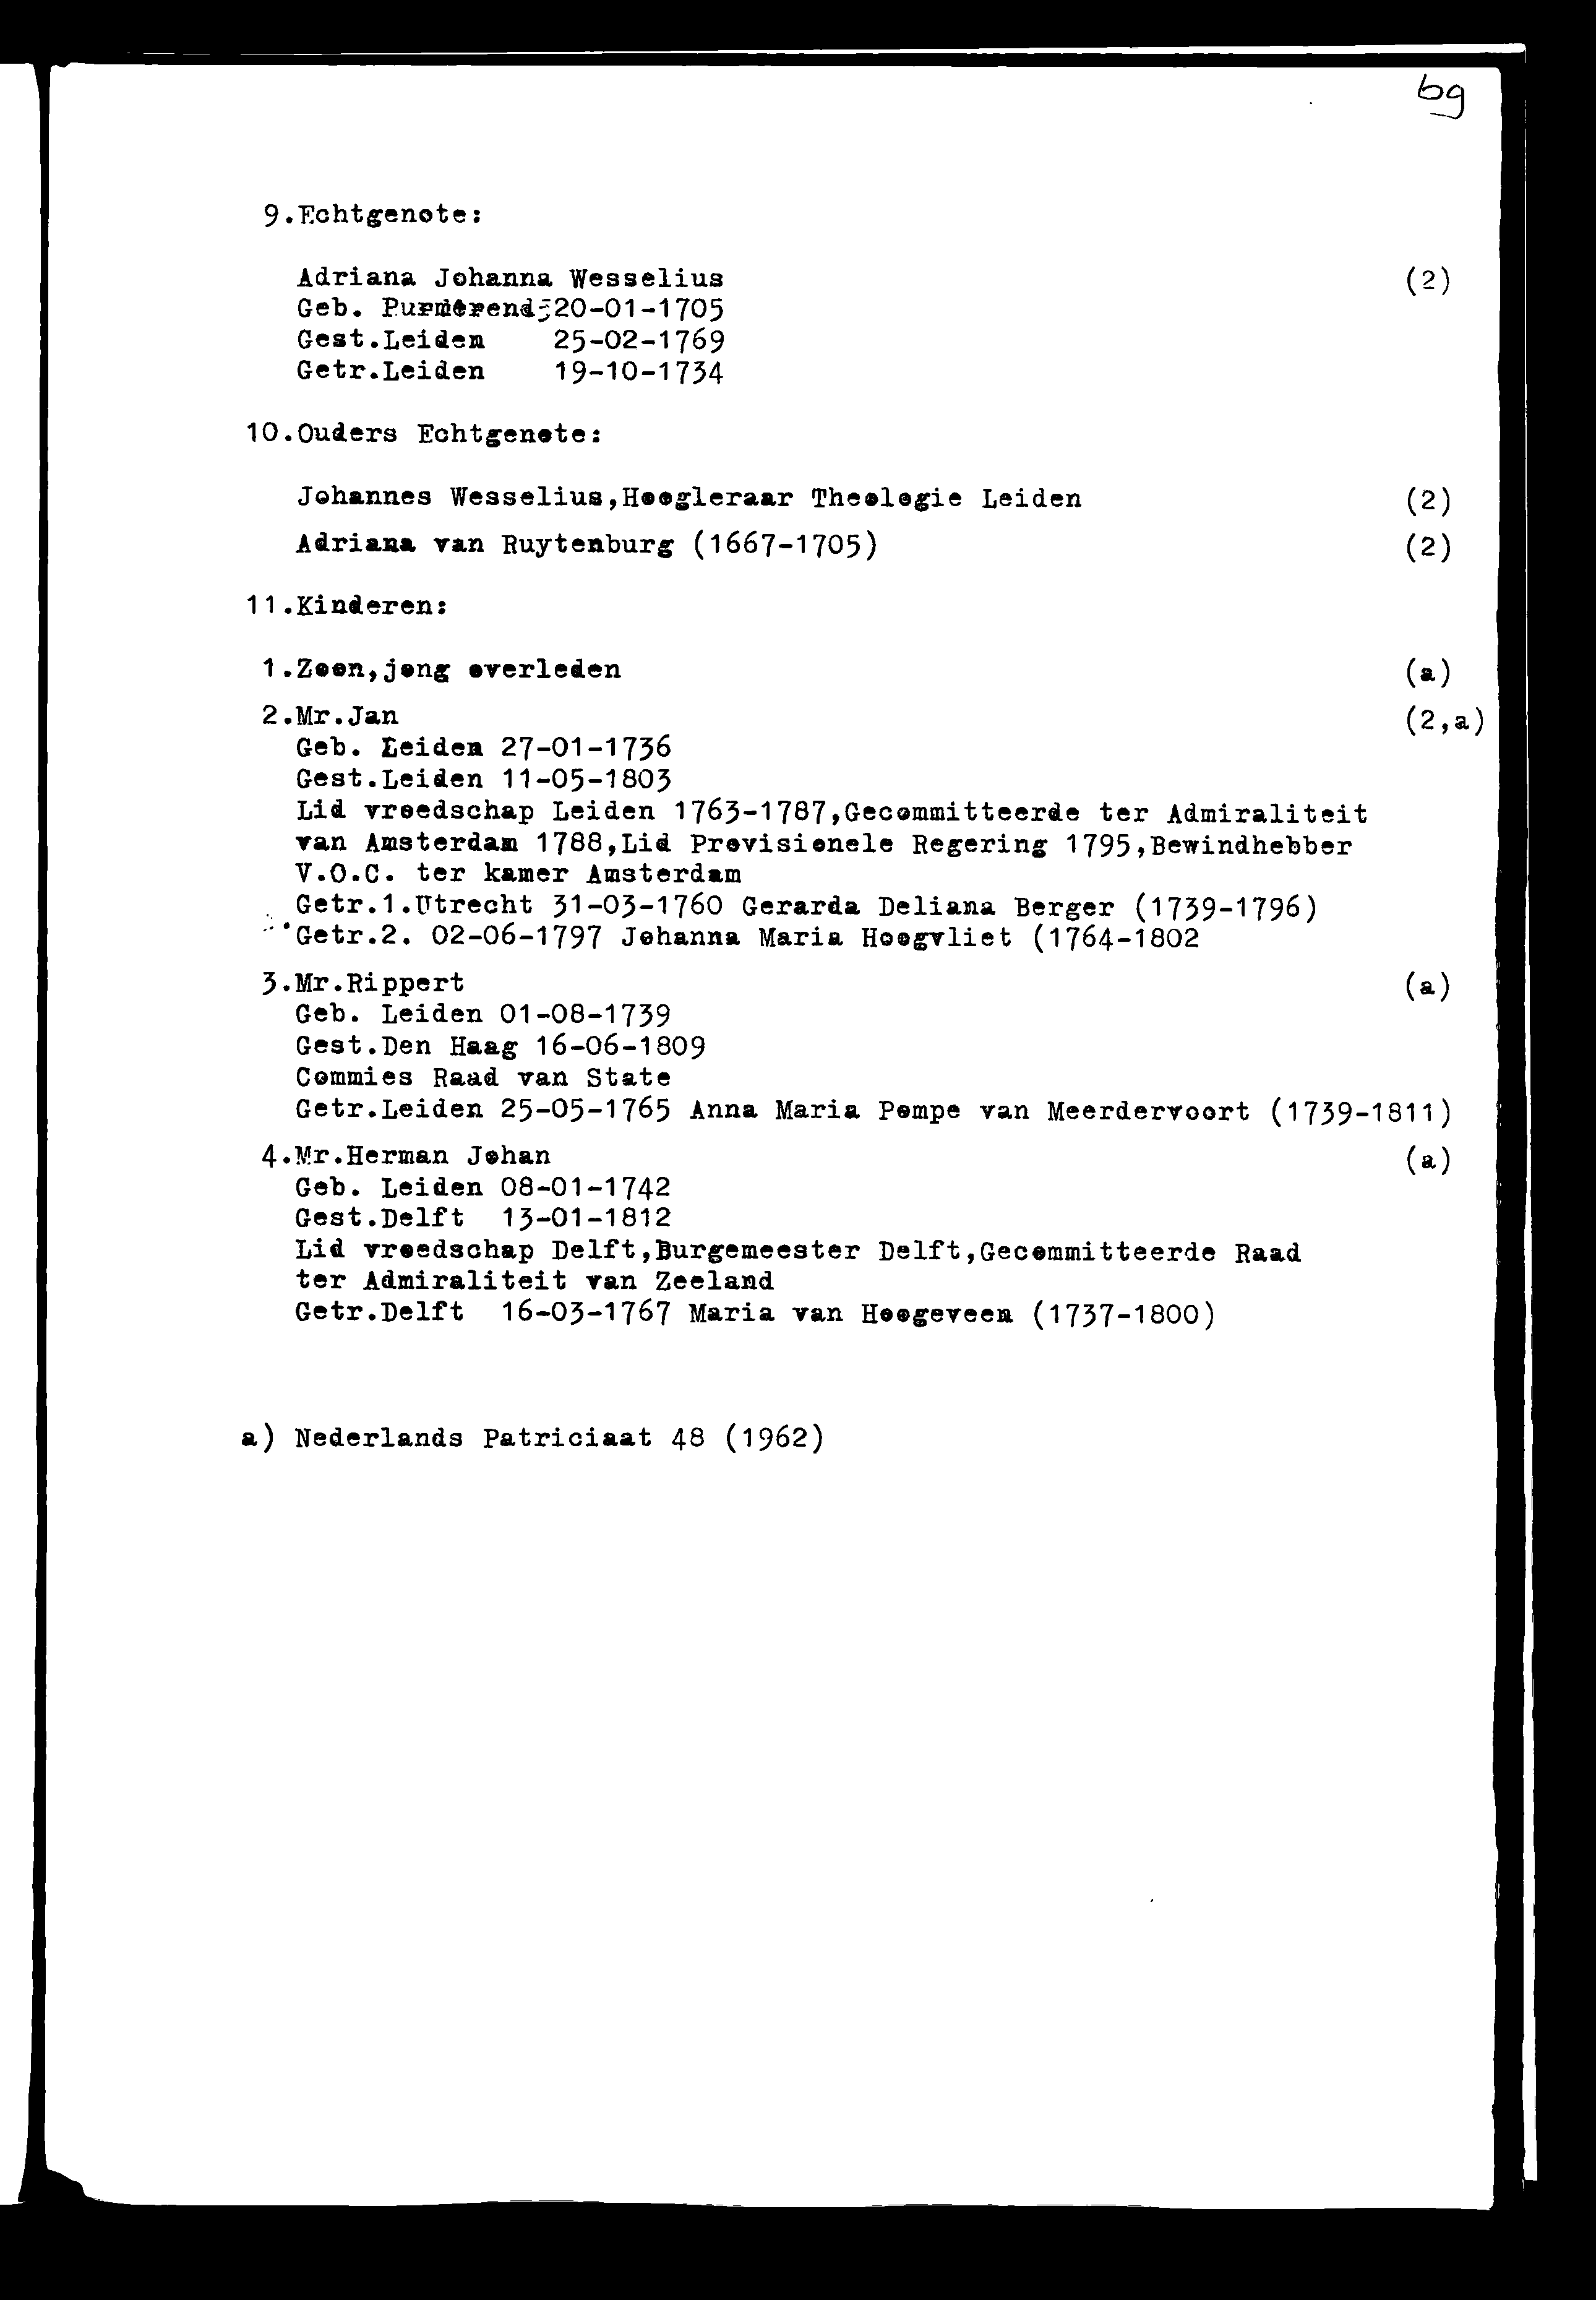 69
9.Echtgenote:
Adriana Johanna Wesselius (2)
Geb. Purmerend 20-01-1705
Gest.Leiden 25-02-1769
Getr.Leiden 19-10-1734
10.Ouders Echtgenote:
Johannes Wesselius,Hoogleraar Theologie Leiden (2)
Adriana van Ruytenburg (1667-1705) (2)
11.Kinderen:
1.Zoon,jong overleden (a)
2.Mr.Jan (2,a)
Geb. Leiden 27-01-1736
Gest.Leiden 11-05-1803
Lid vroedschap Leiden 1763-1787,Gecommitteerde ter Admiraliteit
van Amsterdam 1788,Lid Provisionele Regering 1795,Bewindhebber
V.O.C. ter kamer Amsterdam
Getr.1.Utrecht 31-03-1760 Gerarda Deliana Berger (1739-1796)
Getr.2. 02-06-1797 Johanna Maria Hoogvliet (1764-1802
3.Mr.Rippert (a)
Geb. Leiden 01-08-1739
Gest.Den Haag 16-06-1809
Commies Raad van State
Getr.Leiden 25-05-1765 Anna Maria Pompe van Meerdervoort (1739-1811)
4.Mr.Herman Johan (a)
Geb. Leiden 08-01-1742
Gest.Delft 13-01-1812
Lid vroedschap Delft,Burgemeester Delft,Gecommitteerde Raad
ter Admiraliteit van Zeeland
Getr.Delft 16-03-1767 Maria van Hoogeveen (1737-1800)
a) Nederlands Patriciaat 48 (1962)